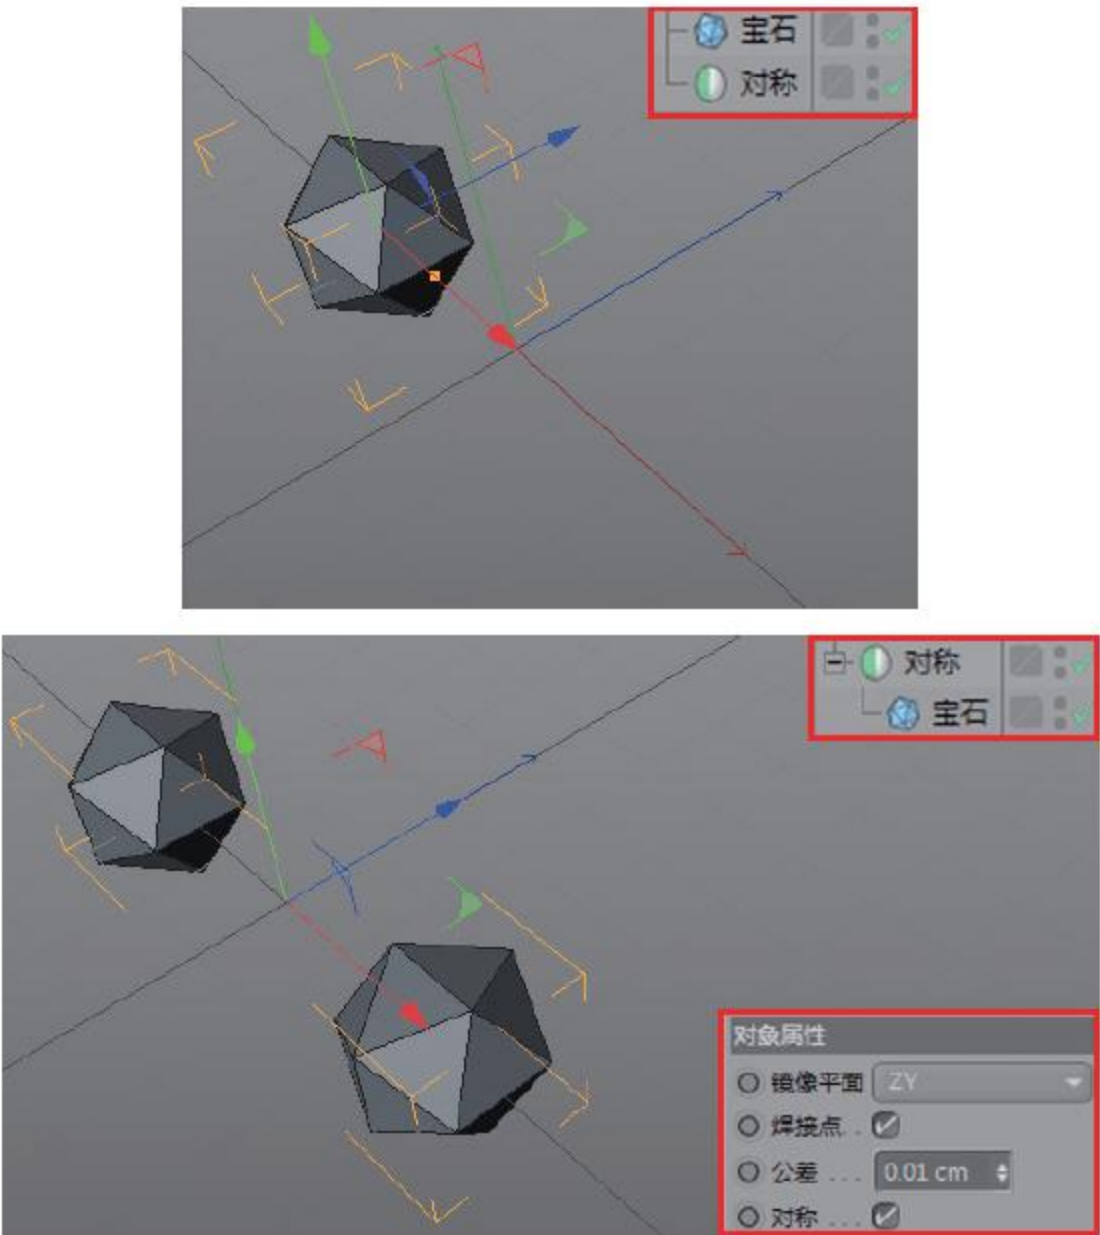 宝石
对称
对称
宝石
对象属性
镜像平面 ZY
焊接点 . .
公差 . . . 0.01 cm
对称 . . .